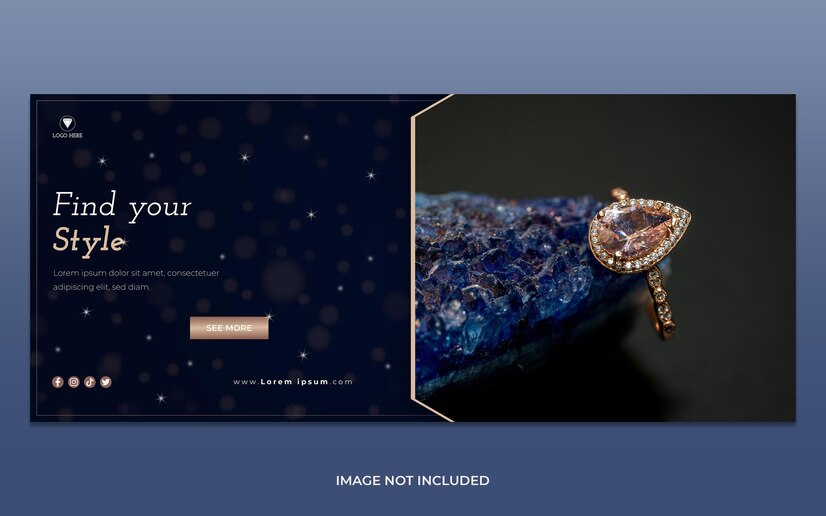 LOGO HERE
Find your
Style
Lorem ipsum dolor sit amet, consectetuer
adipiscing elit, sed diam.
SEE MORE
www.Lorem ipsum.com
IMAGE NOT INCLUDED